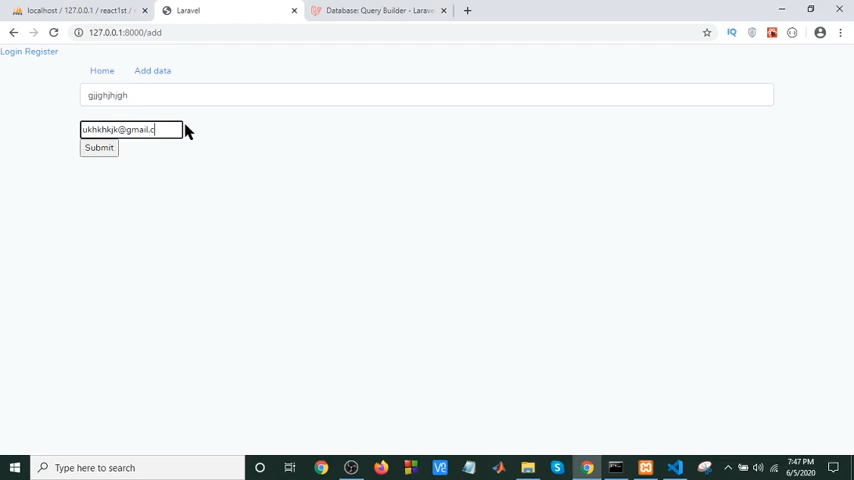 localhost / 127.0.0.1 / react1st /
Laravel
Database: Query Builder - Larave
127.0.0.1:8000/add
IQ
Login Register
Home Add data
gjjghjhjgh
ukhkhkjk@gmail.c
Submit
Type here to search
7:47 PM
6/5/2020